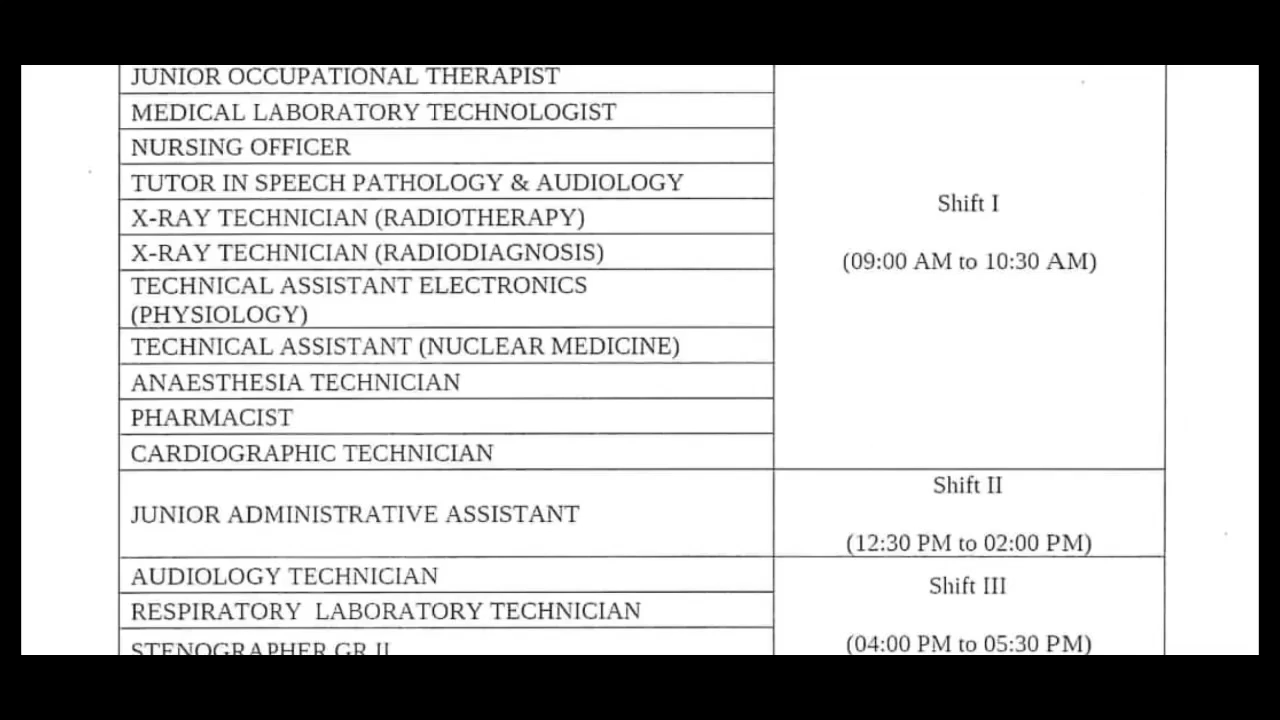 JUNIOR OCCUPATIONAL THERAPIST
MEDICAL LABORATORY TECHNOLOGIST
NURSING OFFICER
TUTOR IN SPEECH PATHOLOGY & AUDIOLOGY
X-RAY TECHNICIAN (RADIOTHERAPY)
X-RAY TECHNICIAN (RADIODIAGNOSIS)
TECHNICAL ASSISTANT ELECTRONICS
(PHYSIOLOGY)
TECHNICAL ASSISTANT (NUCLEAR MEDICINE)
ANAESTHESIA TECHNICIAN
PHARMACIST
CARDIOGRAPHIC TECHNICIAN
Shift I
(09:00 AM to 10:30 AM)
JUNIOR ADMINISTRATIVE ASSISTANT
Shift II
(12:30 PM to 02:00 PM)
AUDIOLOGY TECHNICIAN
RESPIRATORY LABORATORY TECHNICIAN
STENOGRAPHER GR II
Shift III
(04:00 PM to 05:30 PM)